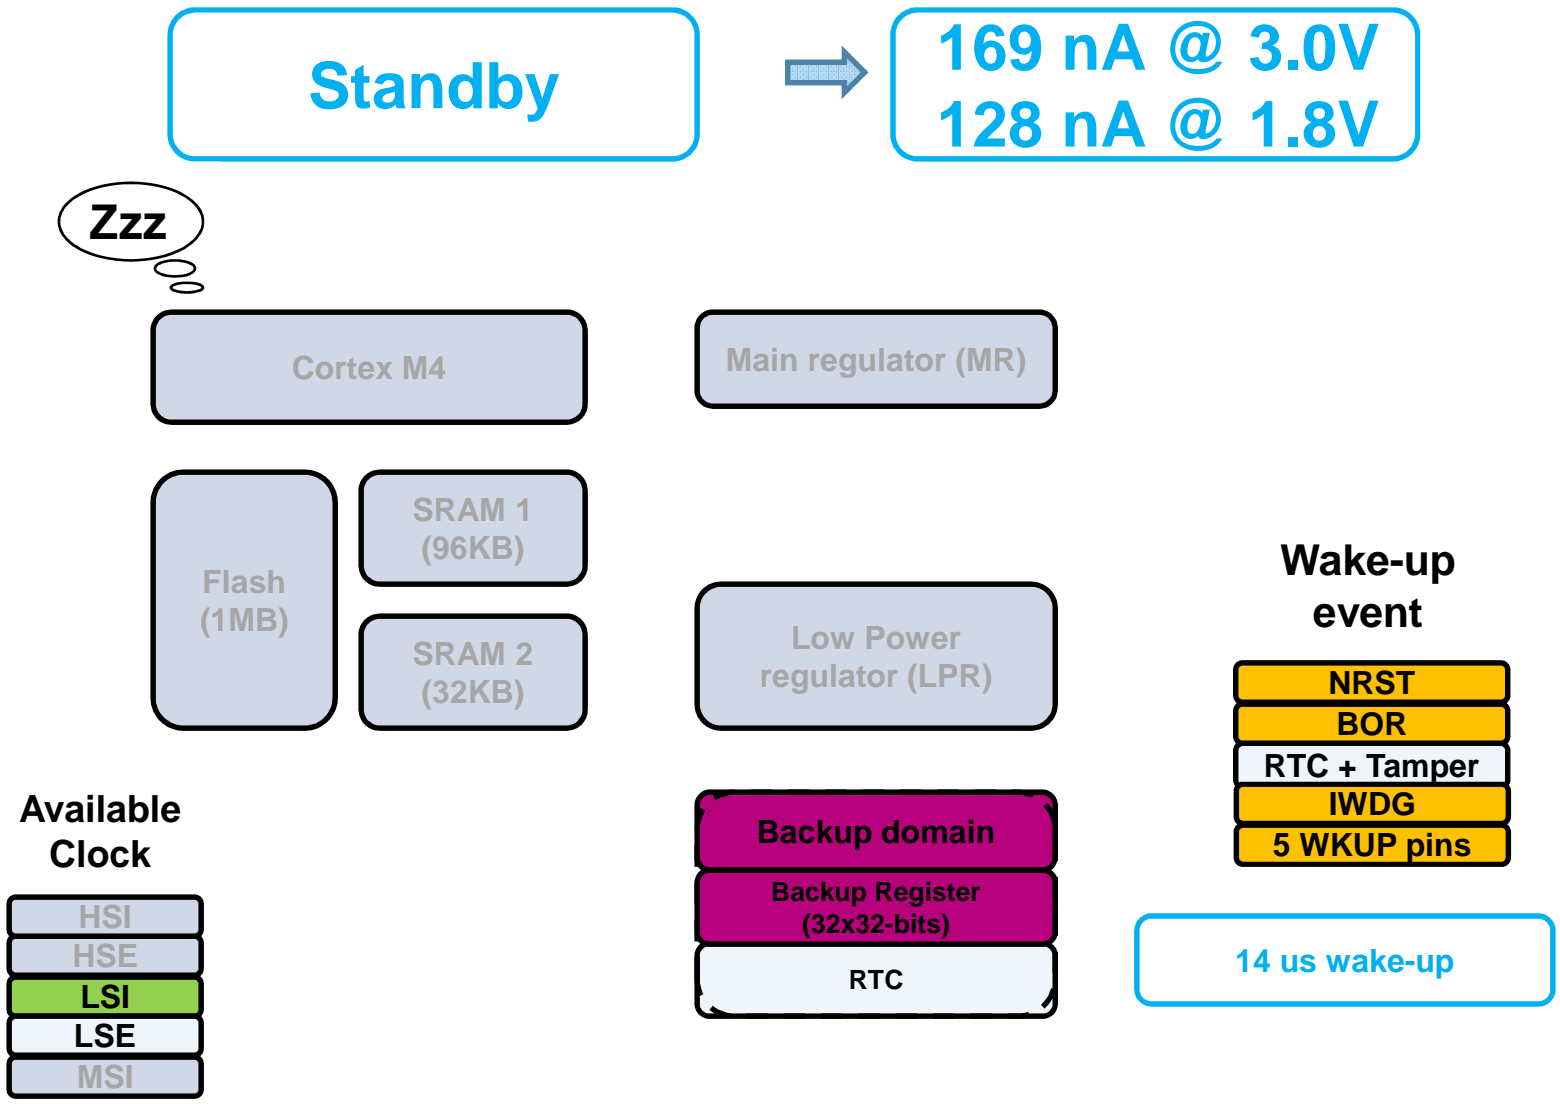 Standby
169 nA @ 3.0V
128 nA @ 1.8V
Zzz
Cortex M4
Main regulator (MR)
Flash
(1MB)
SRAM 1
(96KB)
SRAM 2
(32KB)
Low Power
regulator (LPR)
Wake-up
event
NRST
BOR
RTC + Tamper
IWDG
5 WKUP pins
Available
Clock
HSI
HSE
LSI
LSE
MSI
Backup domain
Backup Register
(32x32-bits)
RTC
14 us wake-up